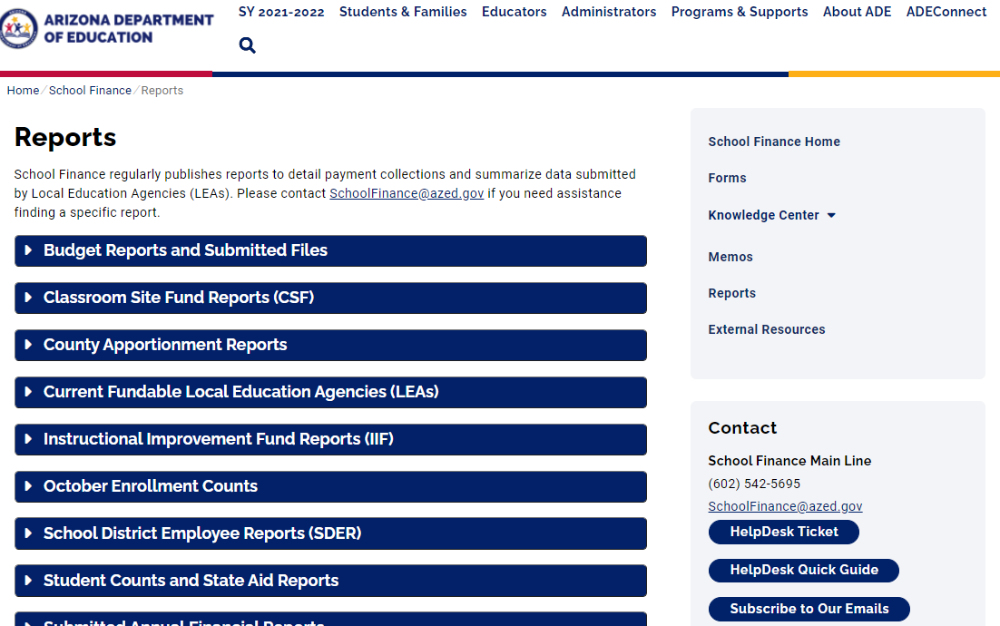 ARIZONA DEPARTMENT
OF EDUCATION
SY 2021-2022 Students & Families Educators Administrators Programs & Supports About ADE ADEConnect
Home / School Finance / Reports
Reports
School Finance regularly publishes reports to detail payment collections and summarize data submitted
by Local Education Agencies (LEAs). Please contact SchoolFinance@azed.gov if you need assistance
finding a specific report.
Budget Reports and Submitted Files
Classroom Site Fund Reports (CSF)
County Apportionment Reports
Current Fundable Local Education Agencies (LEAs)
Instructional Improvement Fund Reports (IIF)
October Enrollment Counts
School District Employee Reports (SDER)
Student Counts and State Aid Reports
Submitted Annual Financial Reports
School Finance Home
Forms
Knowledge Center
Memos
Reports
External Resources
Contact
School Finance Main Line
(602) 542-5695
SchoolFinance@azed.gov
HelpDesk Ticket
HelpDesk Quick Guide
Subscribe to Our Emails